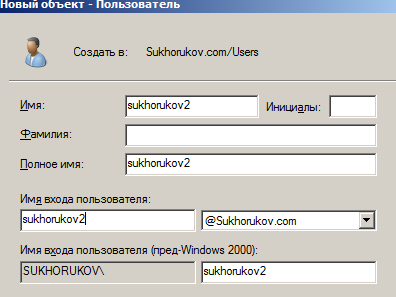 Новый объект - Пользователь
Создать в: Sukhorukov.com/Users
Имя: sukhorukov2 Инициалы:
Фамилия:
Полное имя: sukhorukov2
Имя входа пользователя:
sukhorukov2 @Sukhorukov.com
Имя входа пользователя (пред-Windows 2000):
SUKHORUKOV\ sukhorukov2